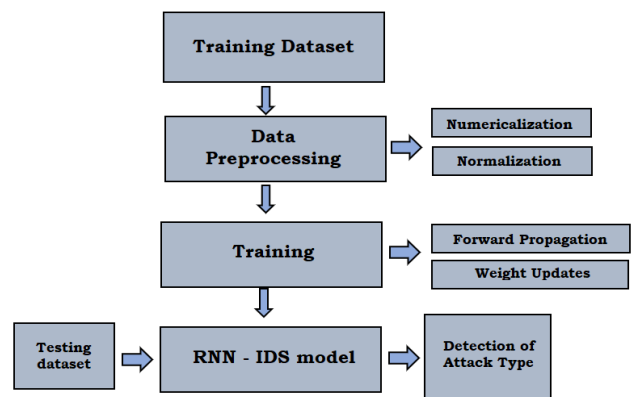 Training Dataset
Data
Preprocessing
Numericalization
Normalization
Training
Forward Propagation
Weight Updates
Testing
dataset
RNN - IDS model
Detection of
Attack Type